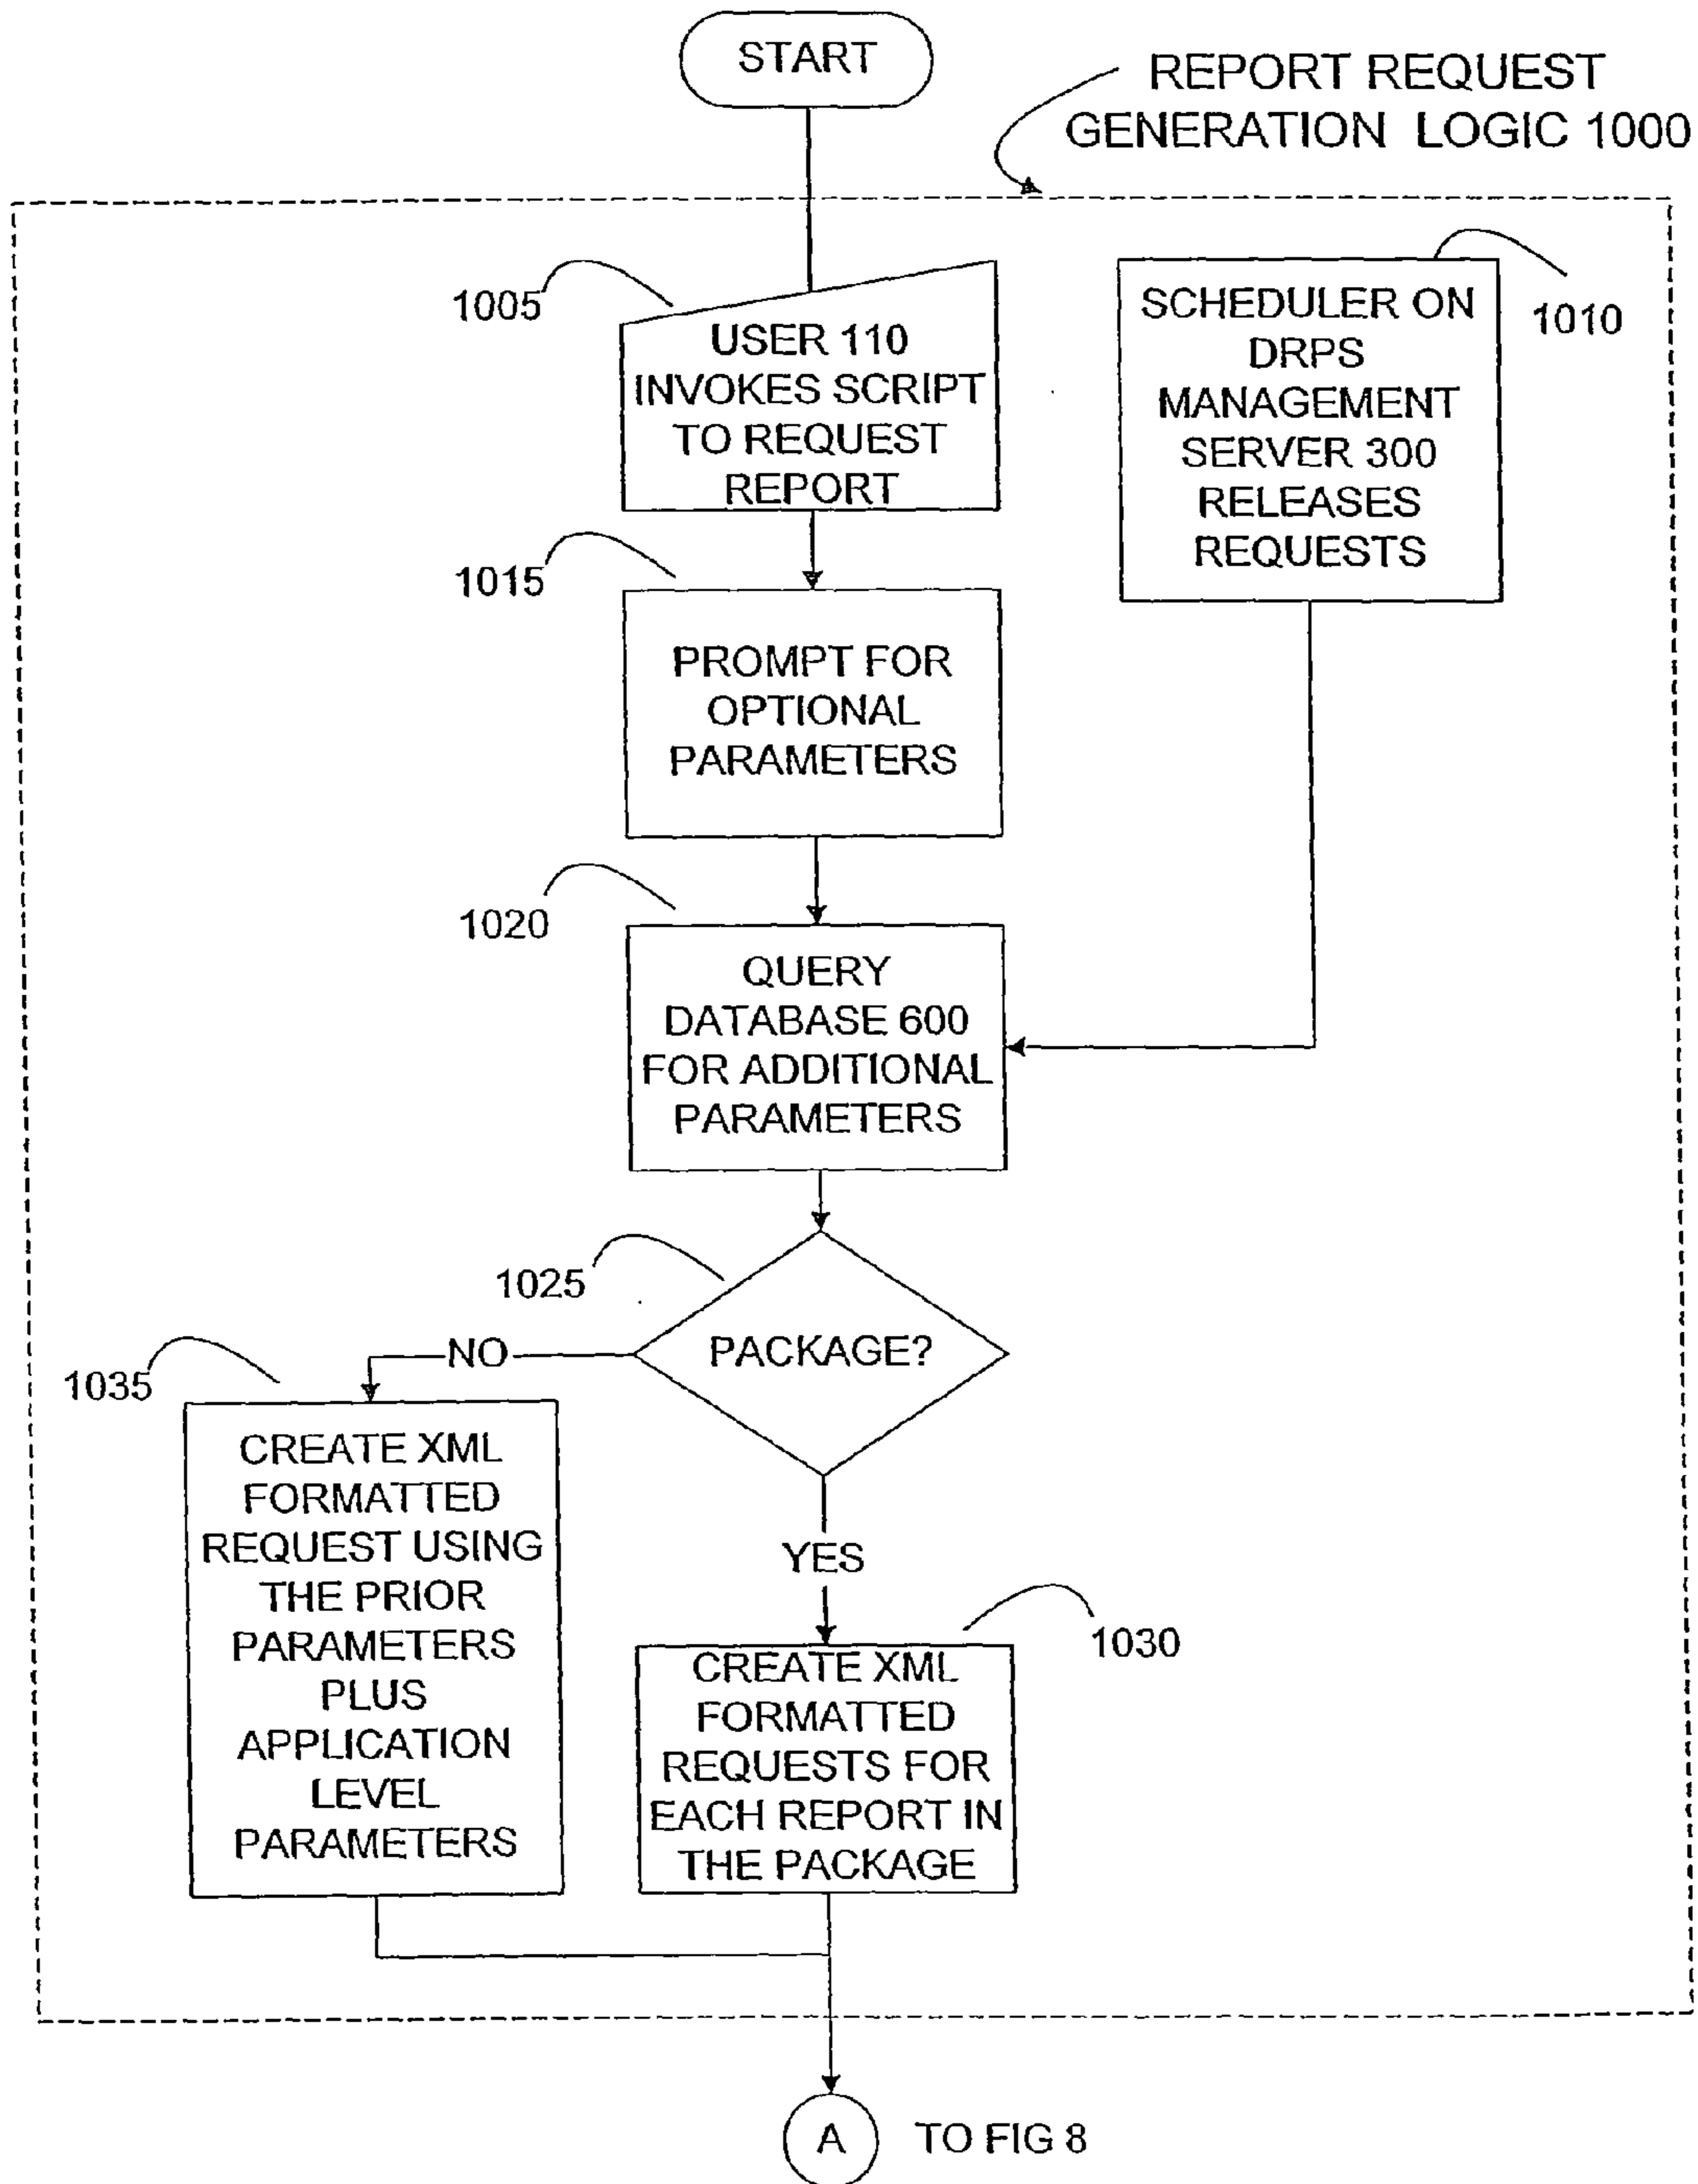 START
REPORT REQUEST
GENERATION LOGIC 1000
1005
USER 110
INVOKES SCRIPT
TO REQUEST
REPORT
1010
SCHEDULER ON
DRPS
MANAGEMENT
SERVER 300
RELEASES
REQUESTS
1015
PROMPT FOR
OPTIONAL
PARAMETERS
1020
QUERY
DATABASE 600
FOR ADDITIONAL
PARAMETERS
1025
PACKAGE?
NO
YES
1035
CREATE XML
FORMATTED
REQUEST USING
THE PRIOR
PARAMETERS
PLUS
APPLICATION
LEVEL
PARAMETERS
1030
CREATE XML
FORMATTED
REQUESTS FOR
EACH REPORT IN
THE PACKAGE
A
TO FIG 8